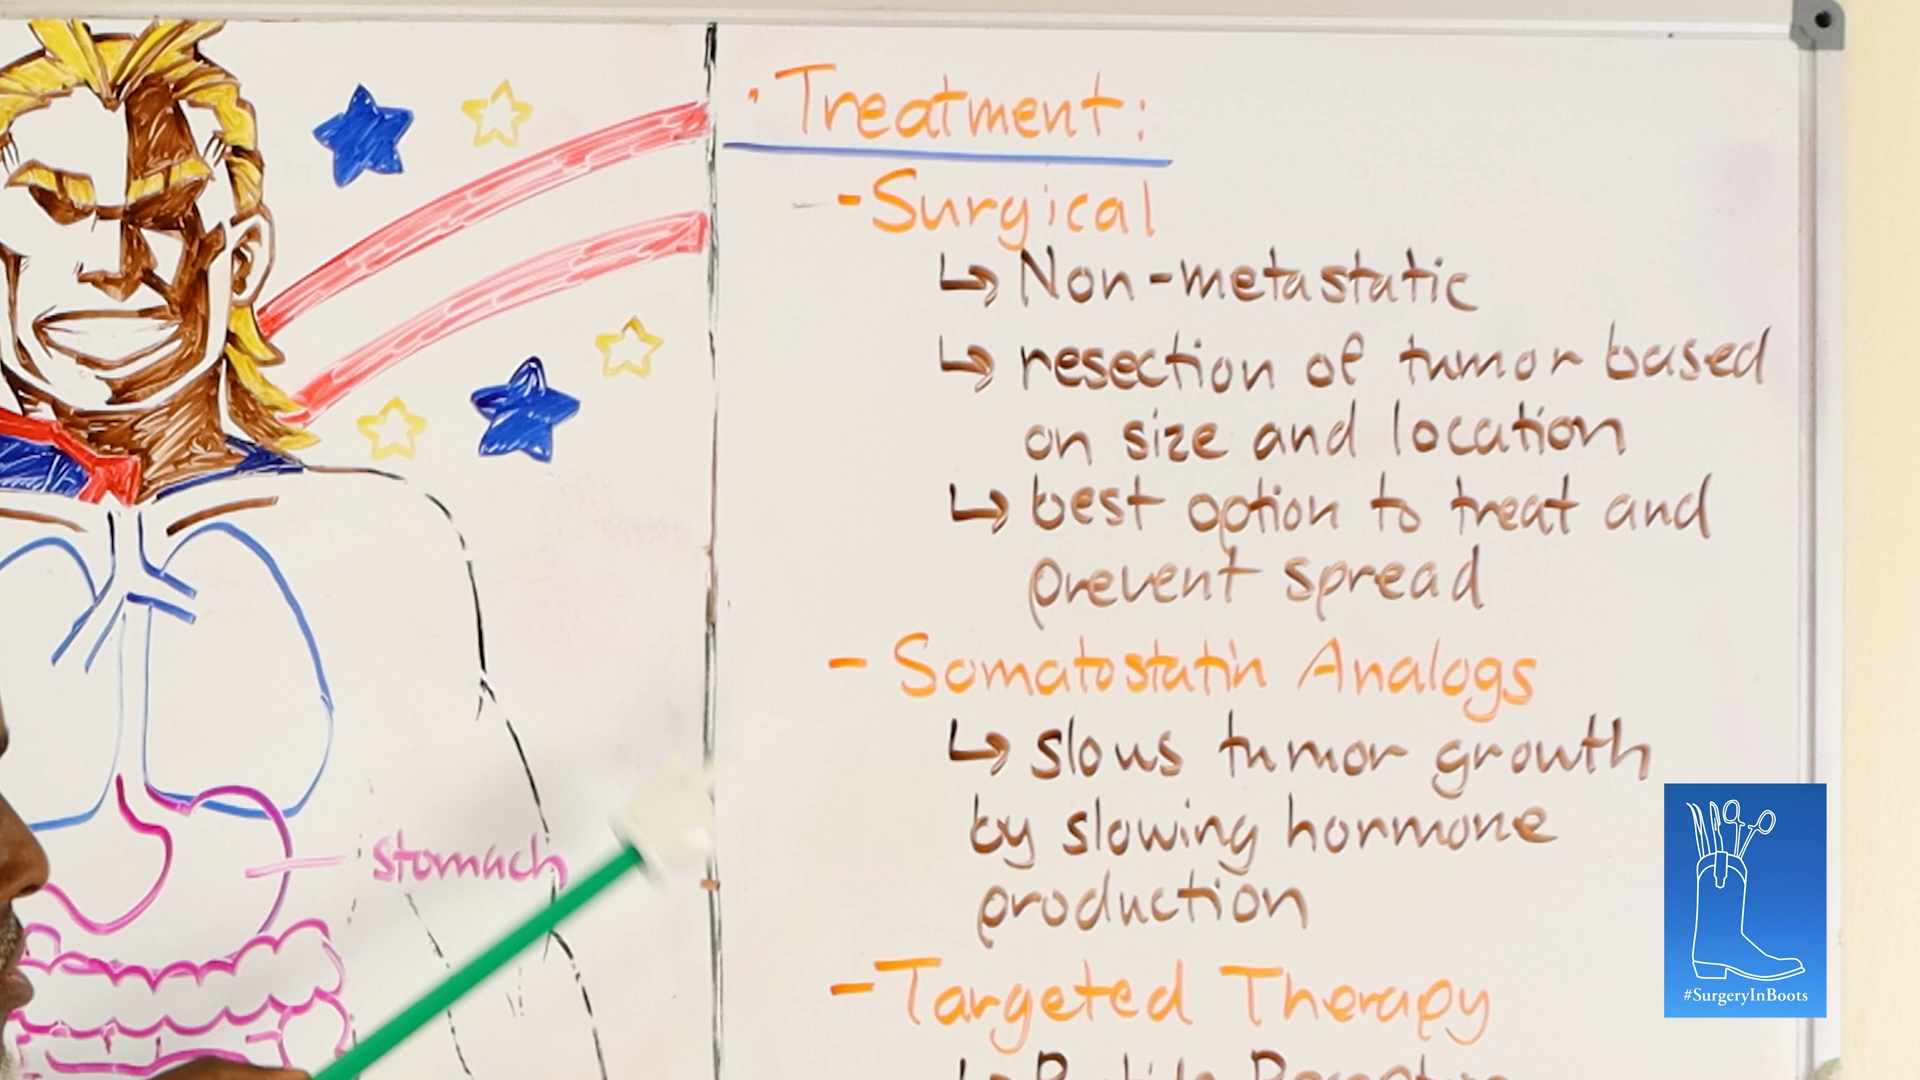 • Treatment:
- Surgical
↳ Non-metastatic
↳ resection of tumor based
on size and location
↳ best option to treat and
prevent spread
- Somatostatin Analogs
↳ slows tumor growth
by slowing hormone
production
- Targeted Therapy
stomach
#SurgeryInBoots